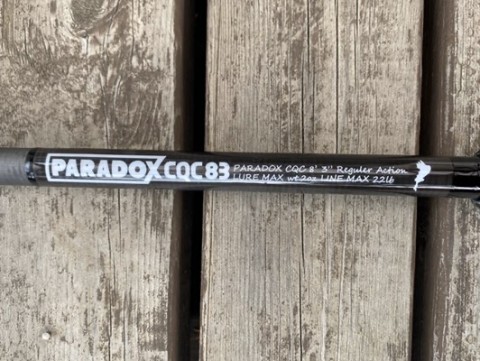 PARADOX CQC 83
PARADOX CQC 8' 3" Reguler Action
LURE MAX wt.2oz LINE MAX 22lb